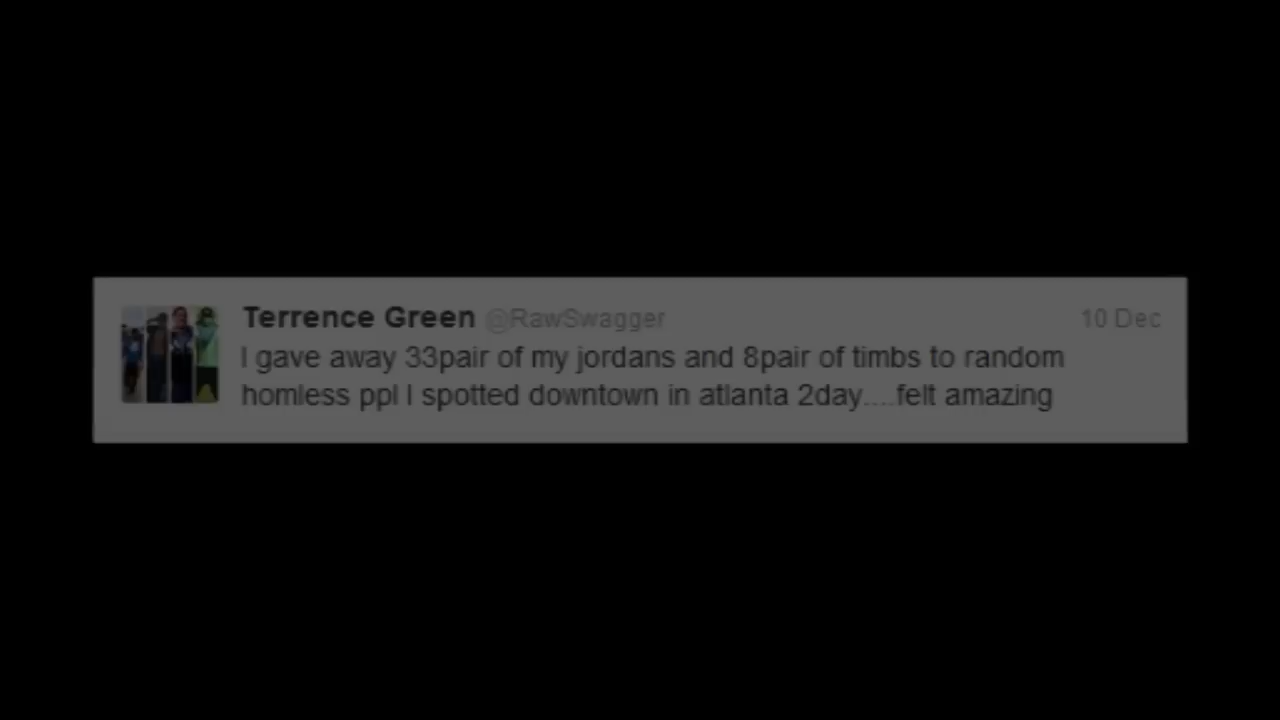 Terrence Green @RawSwagger 10 Dec
I gave away 33pair of my jordans and 8pair of timbs to random
homless ppl I spotted downtown in atlanta 2day....felt amazing